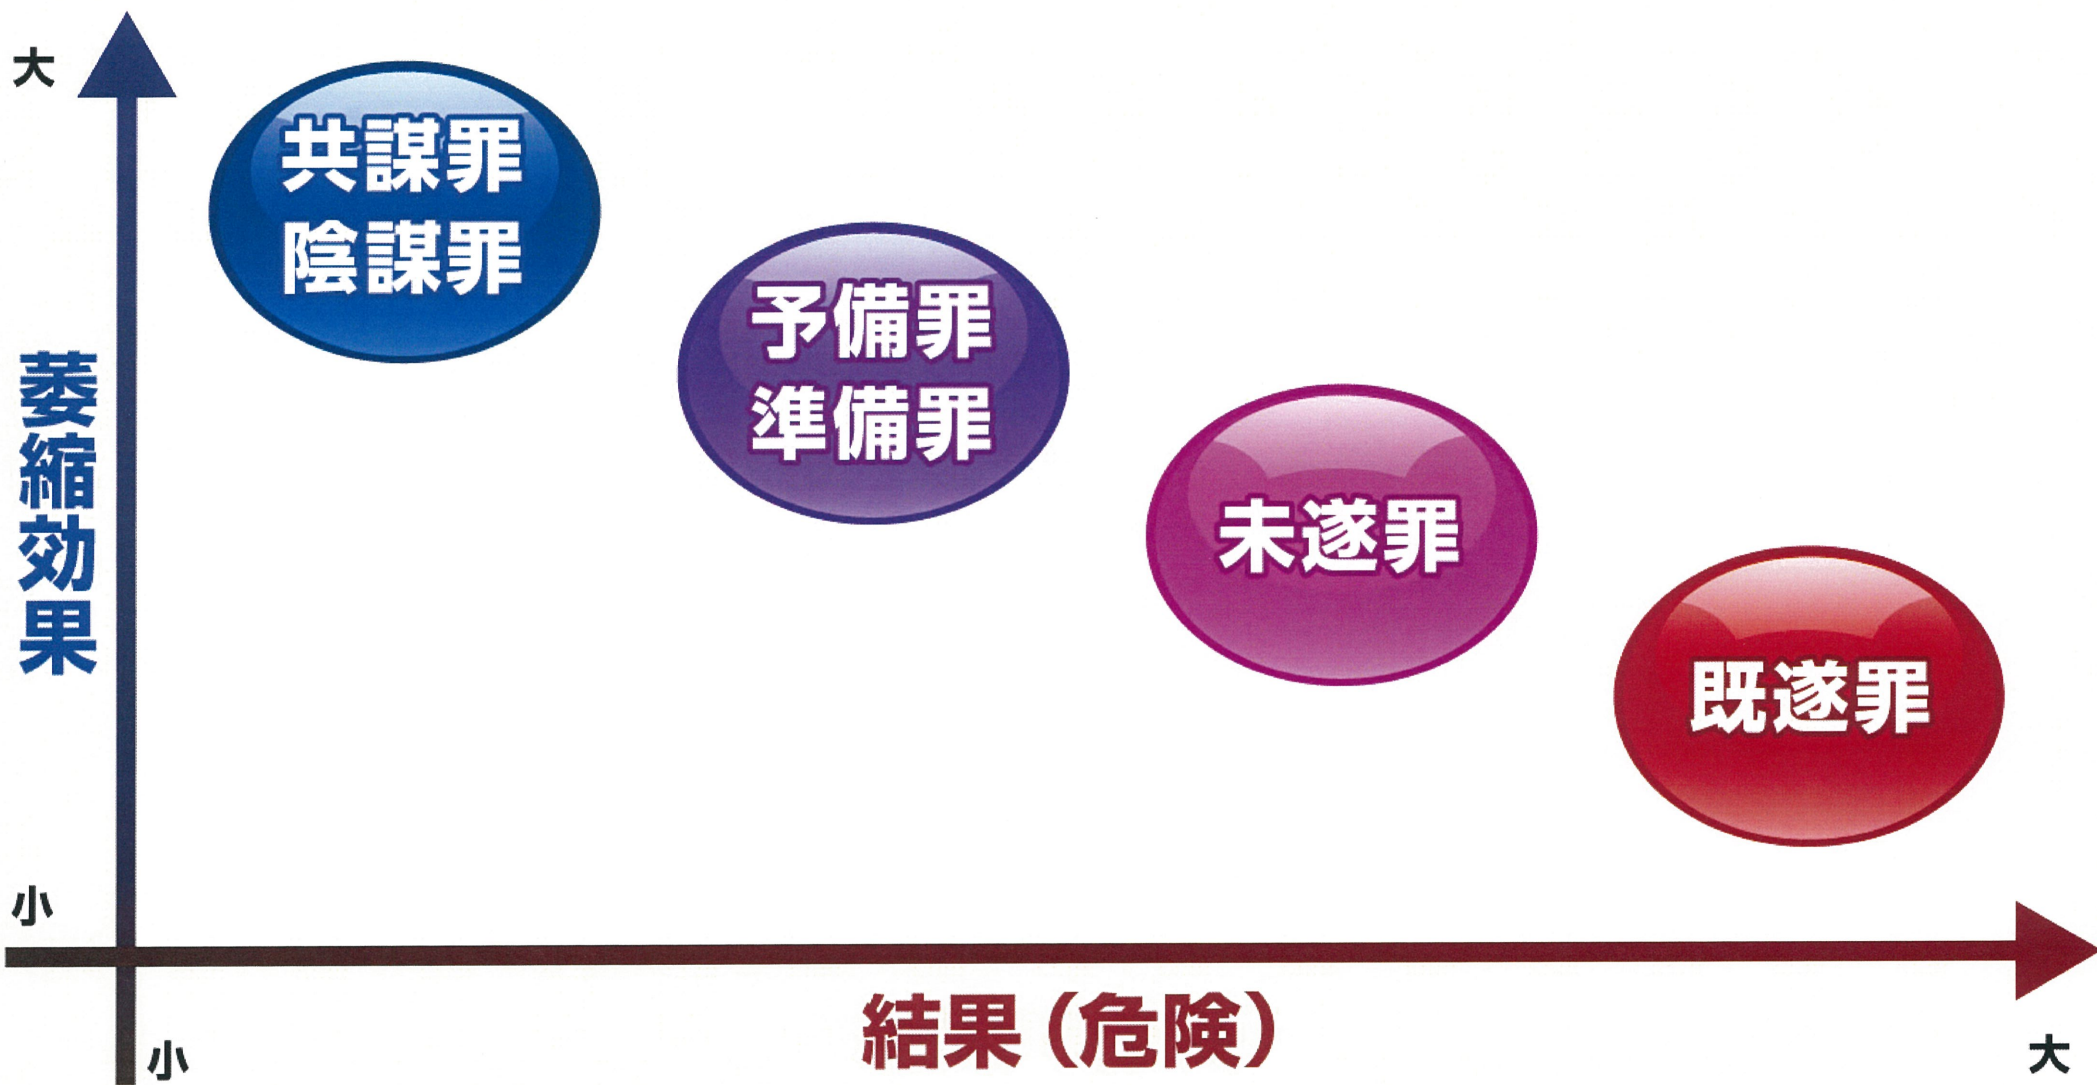 大
共謀罪
陰謀罪
予備罪
準備罪
萎縮効果
未遂罪
既遂罪
小
結果（危険）
小
大